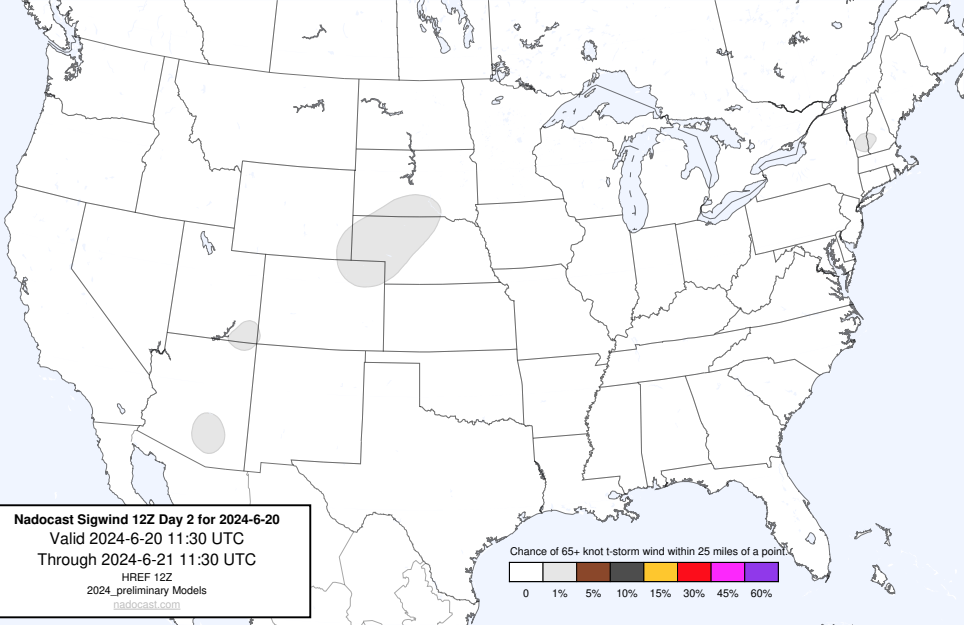 Nadocast Sigwind 12Z Day 2 for 2024-6-20
Valid 2024-6-20 11:30 UTC
Through 2024-6-21 11:30 UTC
HREF 12Z
2024_preliminary Models
nadocast.com
Chance of 65+ knot t-storm wind within 25 miles of a point.
0 1% 5% 10% 15% 30% 45% 60%